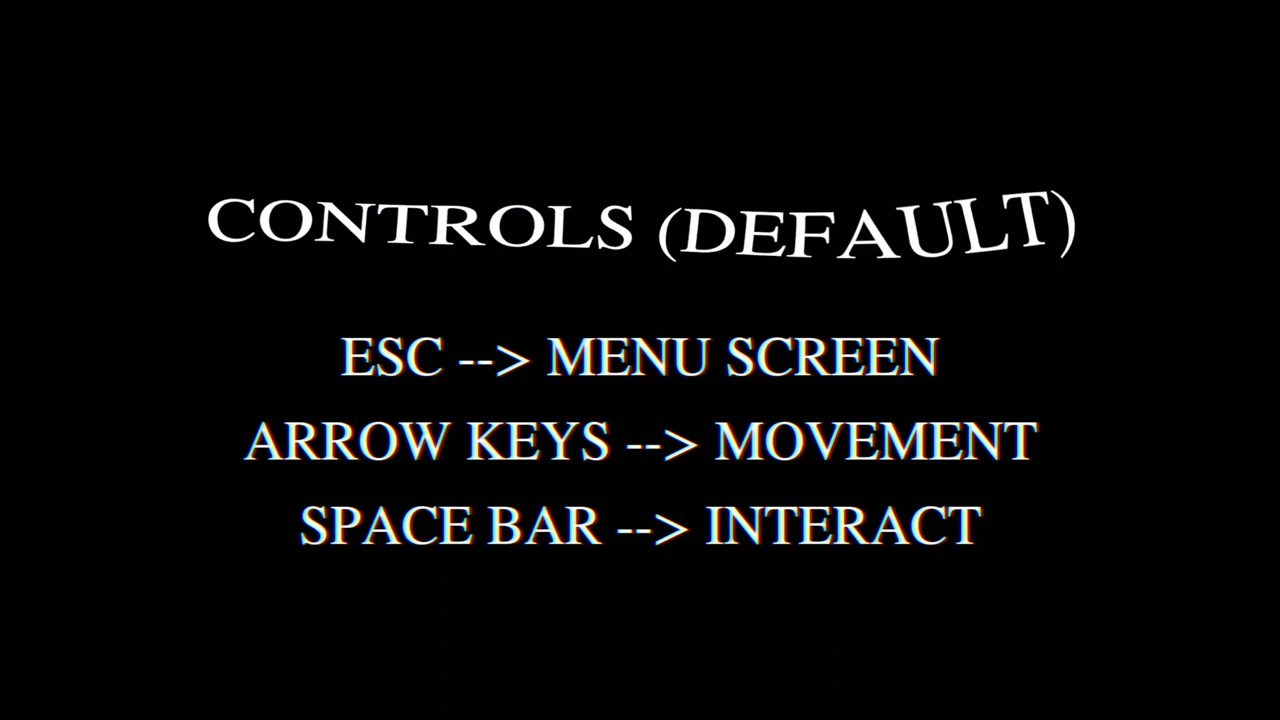 CONTROLS (DEFAULT)
ESC --> MENU SCREEN
ARROW KEYS --> MOVEMENT
SPACE BAR --> INTERACT